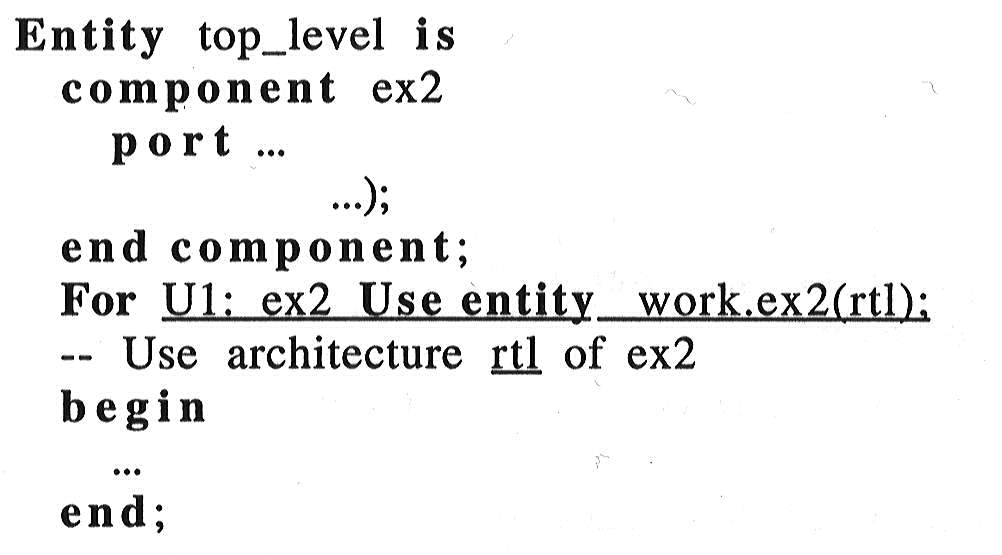 Entity top_level is
component ex2
port ...
...);
end component;
For U1: ex2 Use entity work.ex2(rtl);
-- Use architecture rtl of ex2
begin
...
end;